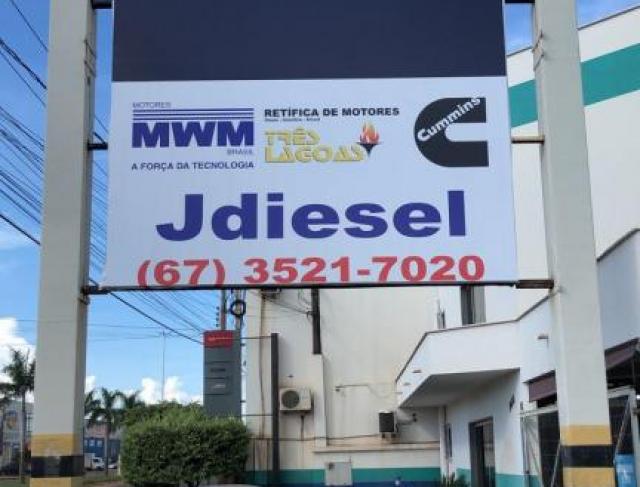 MOTORES
MWM
BRASIL
A FORÇA DA TECNOLOGIA
RETÍFICA DE MOTORES
TRÊS
LAGOAS
Cummins
Jdiesel
(67) 3521-7020